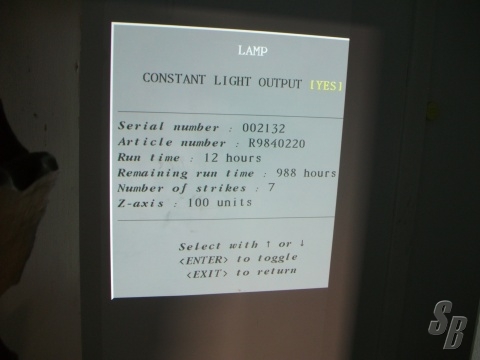 LAMP
CONSTANT LIGHT OUTPUT [YES]
Serial number : 002132
Article number : R9840220
Run time : 12 hours
Remaining run time : 988 hours
Number of strikes : 7
Z-axis : 100 units
Select with ↑ or ↓
<ENTER> to toggle
<EXIT> to return
SB